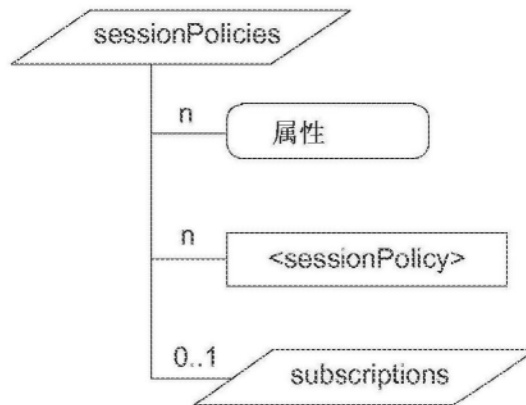 sessionPolicies
n
属性
n
<sessionPolicy>
0..1
subscriptions